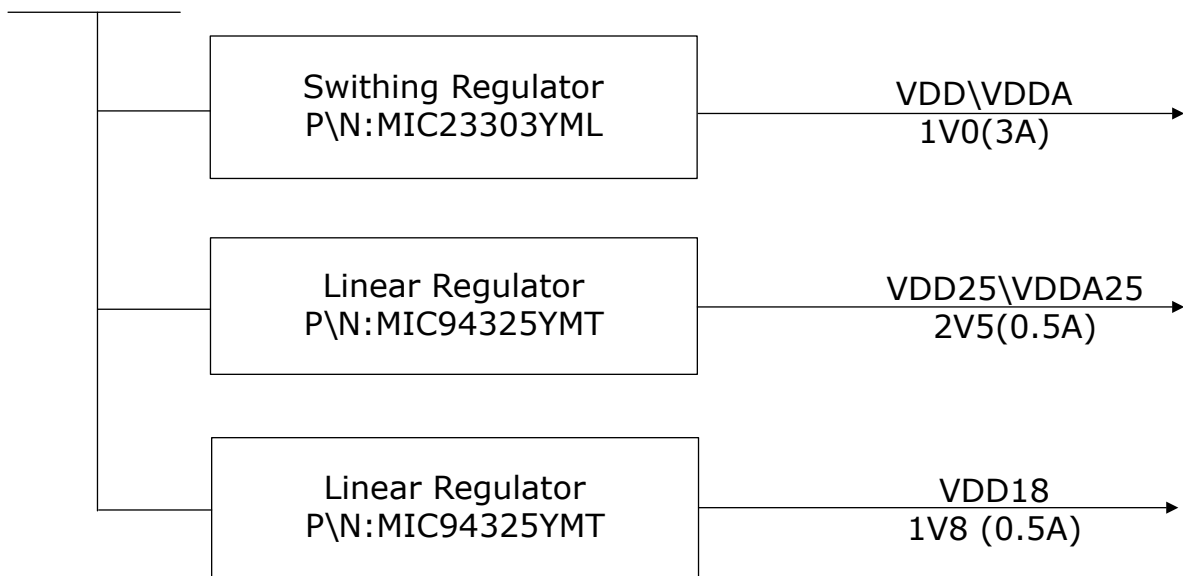 Swithing Regulator
P\N:MIC23303YML
VDD\VDDA
1V0(3A)
Linear Regulator
P\N:MIC94325YMT
VDD25\VDDA25
2V5(0.5A)
Linear Regulator
P\N:MIC94325YMT
VDD18
1V8 (0.5A)